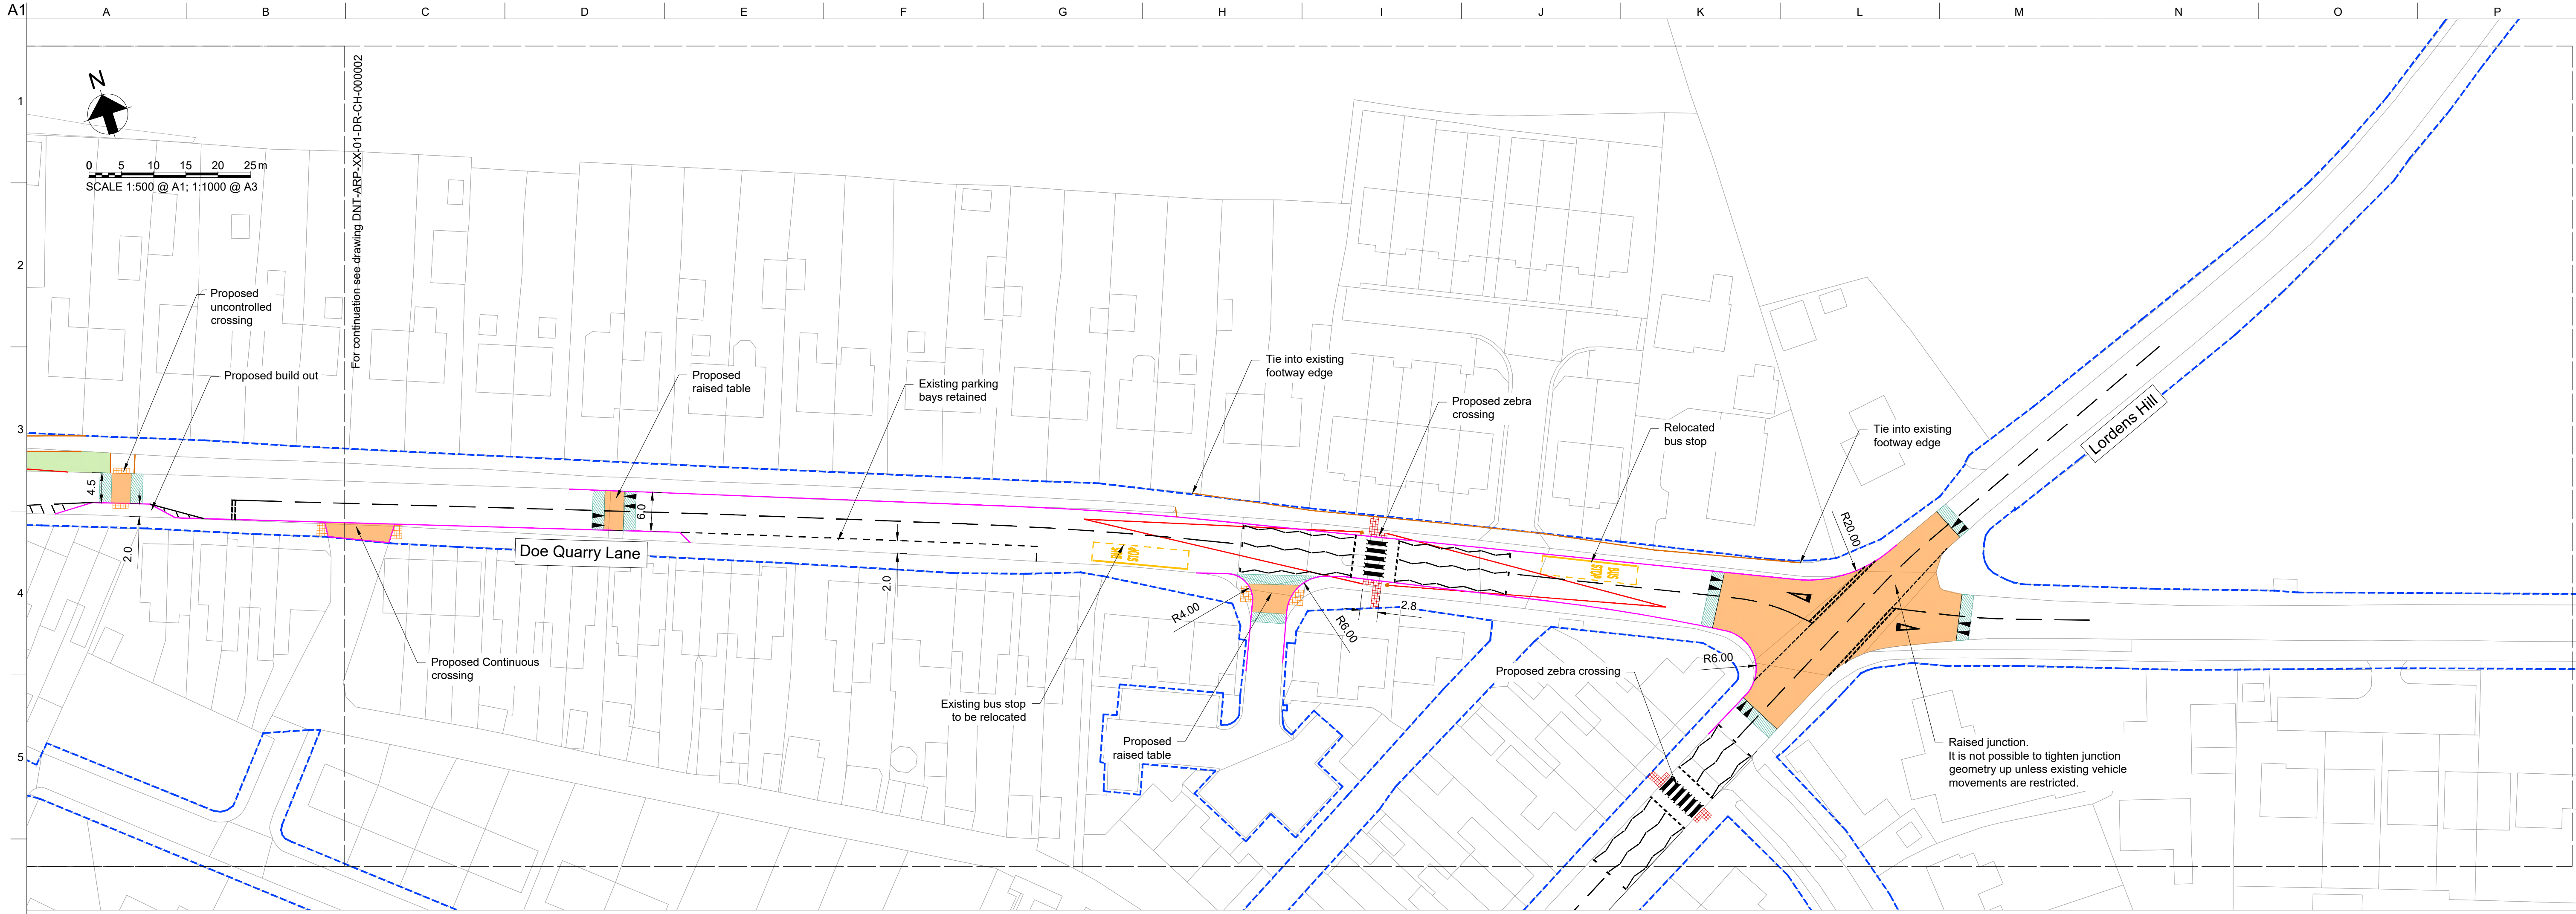 A1
A B C D E F G H I J K L M N O P
1
2
3
4
5
N
0 5 10 15 20 25 m
SCALE 1:500 @ A1; 1:1000 @ A3
For continuation see drawing DNT-ARP-XX-01-DR-CH-000002
Proposed
uncontrolled
crossing
Proposed build out
Proposed
raised table
Existing parking
bays retained
Tie into existing
footway edge
Proposed zebra
crossing
Relocated
bus stop
Tie into existing
footway edge
Lordens Hill
4.5
2.0
6.0
Doe Quarry Lane
2.0
BUS
STOP
BUS
STOP
R20.00
R4.00
R6.00
2.8
R6.00
Proposed Continuous
crossing
Existing bus stop
to be relocated
Proposed
raised table
Proposed zebra crossing
Raised junction.
It is not possible to tighten junction
geometry up unless existing vehicle
movements are restricted.